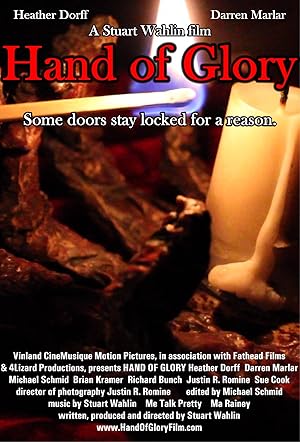 Heather Dorff Darren Marlar
A Stuart Wahlin film
Hand of Glory
Some doors stay locked for a reason.
Vinland CineMusique Motion Pictures, in association with Fathead Films
& 4Lizard Productions, presents HAND OF GLORY Heather Dorff Darren Marlar
Michael Schmid Brian Kramer Richard Bunch Justin R. Romine Sue Cook
director of photography Justin R. Romine edited by Michael Schmid
music by Stuart Wahlin Me Talk Pretty Ma Rainey
written, produced and directed by Stuart Wahlin
www.HandOfGloryFilm.com